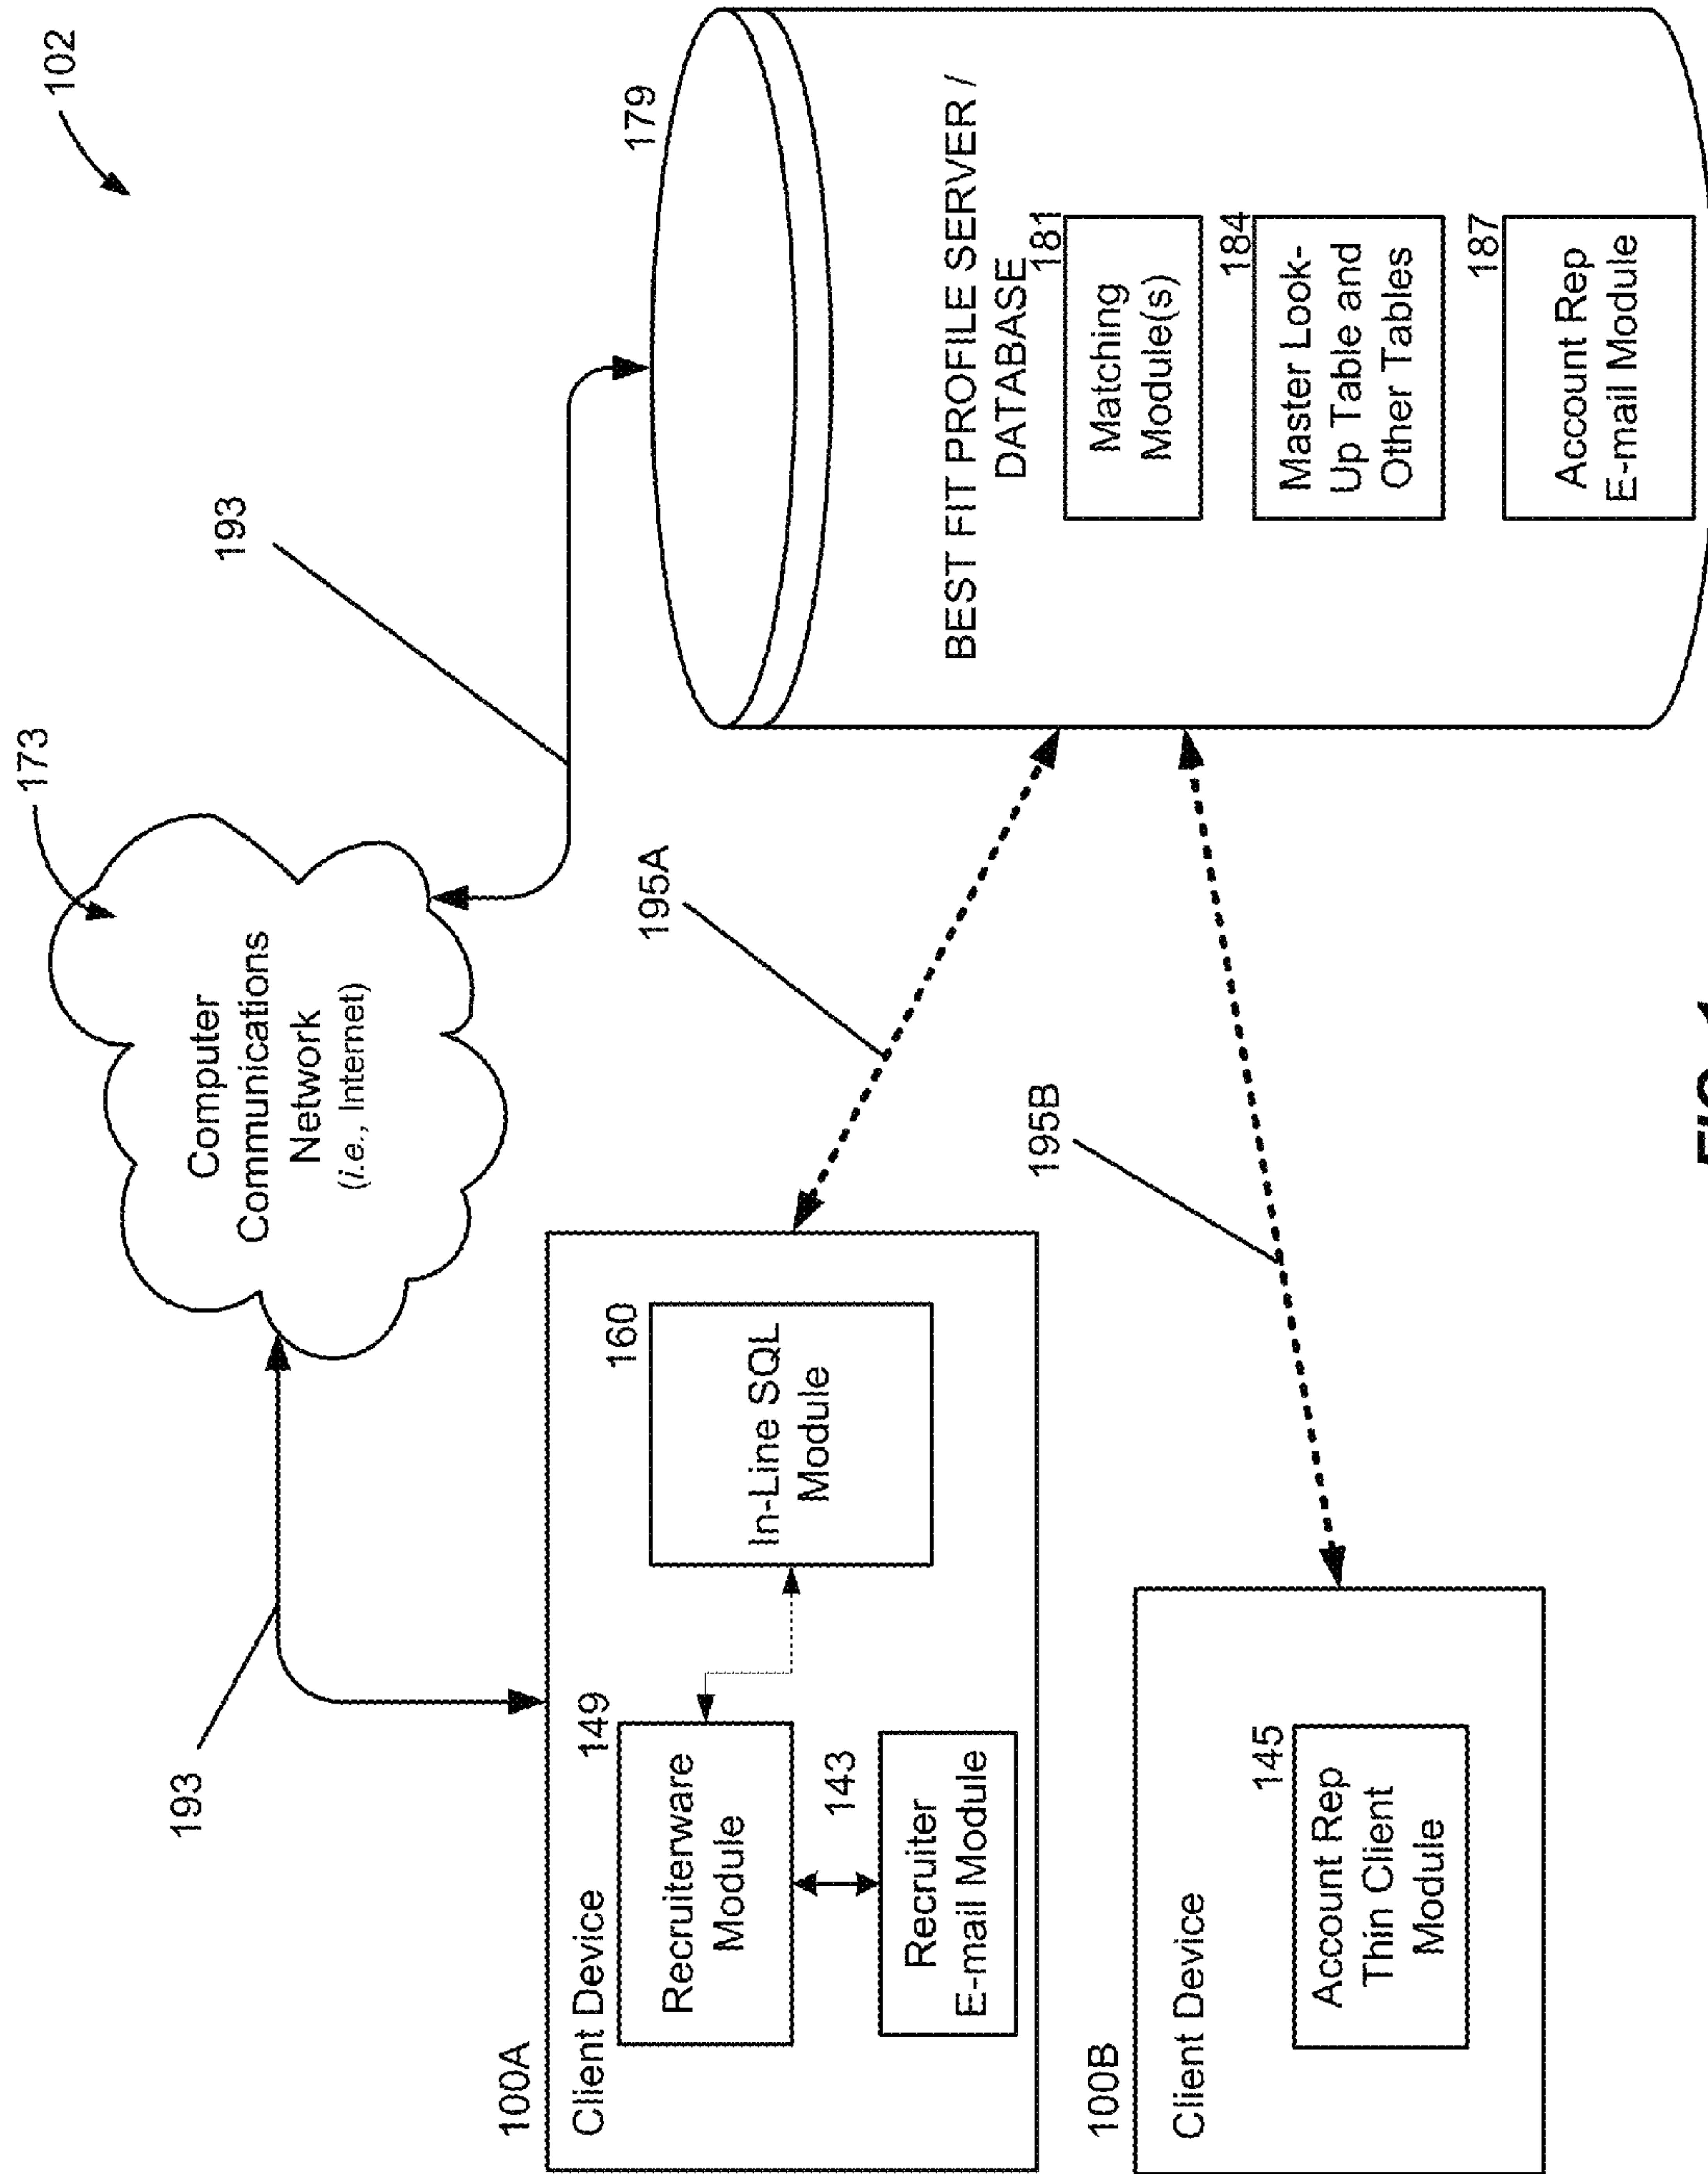 102
173
Computer
Communications
Network
(i.e., Internet)
193
193
179
BEST FIT PROFILE SERVER /
DATABASE
181
Matching
Module(s)
184
Master Look-
Up Table and
Other Tables
187
Account Rep
E-mail Module
195A
195B
100A
Client Device
149
Recruiterware
Module
160
In-Line SQL
Module
143
Recruiter
E-mail Module
100B
Client Device
145
Account Rep
Thin Client
Module